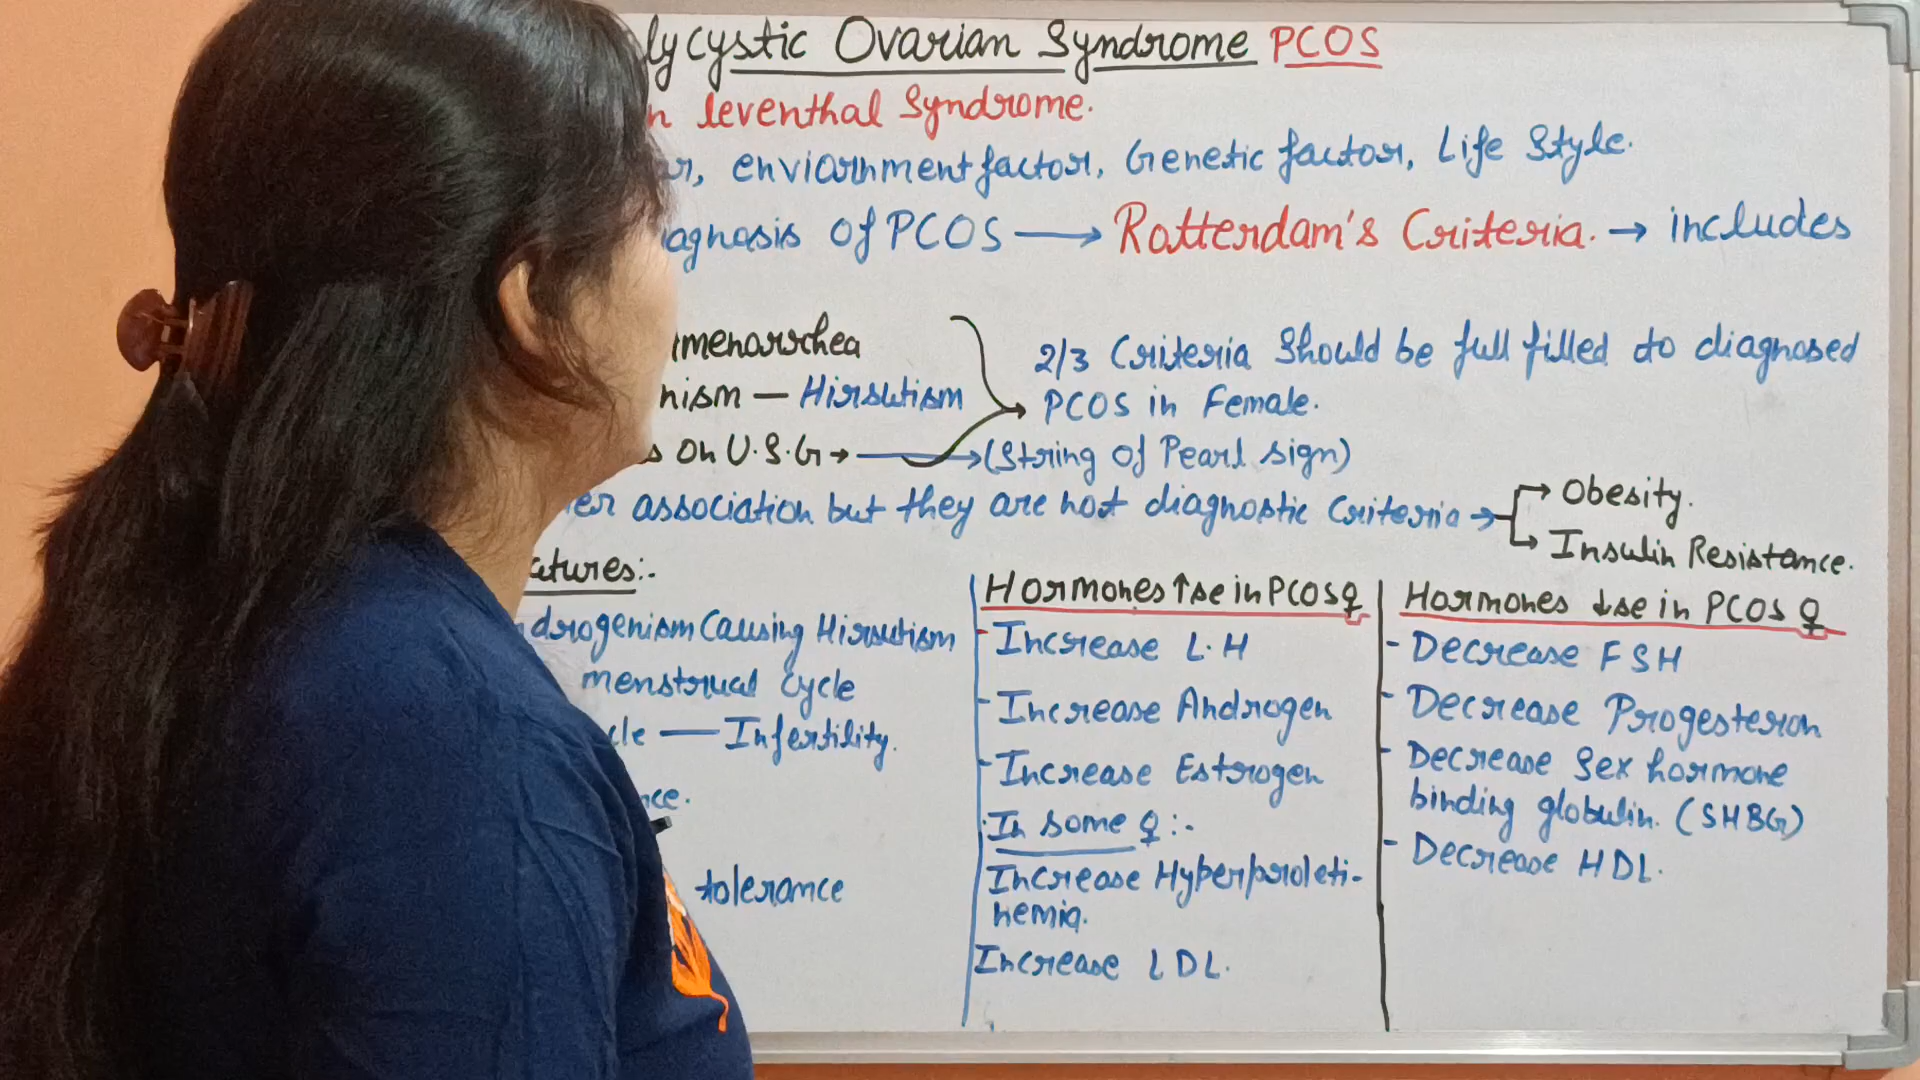 lycystic Ovarian Syndrome PCOS
n leventhal Syndrome.
ar, enviornment factor, Genetic factor, Life Style.
agnosis of PCOS → Rotterdam's Criteria. → includes
menorrhea
nism — Hirsutism
2/3 Criteria Should be full filled to diagnosed
PCOS in Female.
s On U.S.G → → (String of Pearl sign)
er association but they are not diagnostic Criteria → → Obesity.
→ Insulin Resistance.
atures:-
drogenism Causing Hirsutism
menstrual cycle
cle — Infertility.
nce.
tolerance
Hormones ↑se in PCOS ♀
- Increase L.H
- Increase Androgen
- Increase Estrogen
In some ♀ :-
Increase Hyperproleti-
nemia.
Increase LDL.
Hormones ↓se in PCOS ♀
- Decrease FSH
- Decrease Progesteron
- Decrease Sex hormone
binding globulin. (SHBG)
- Decrease HDL.